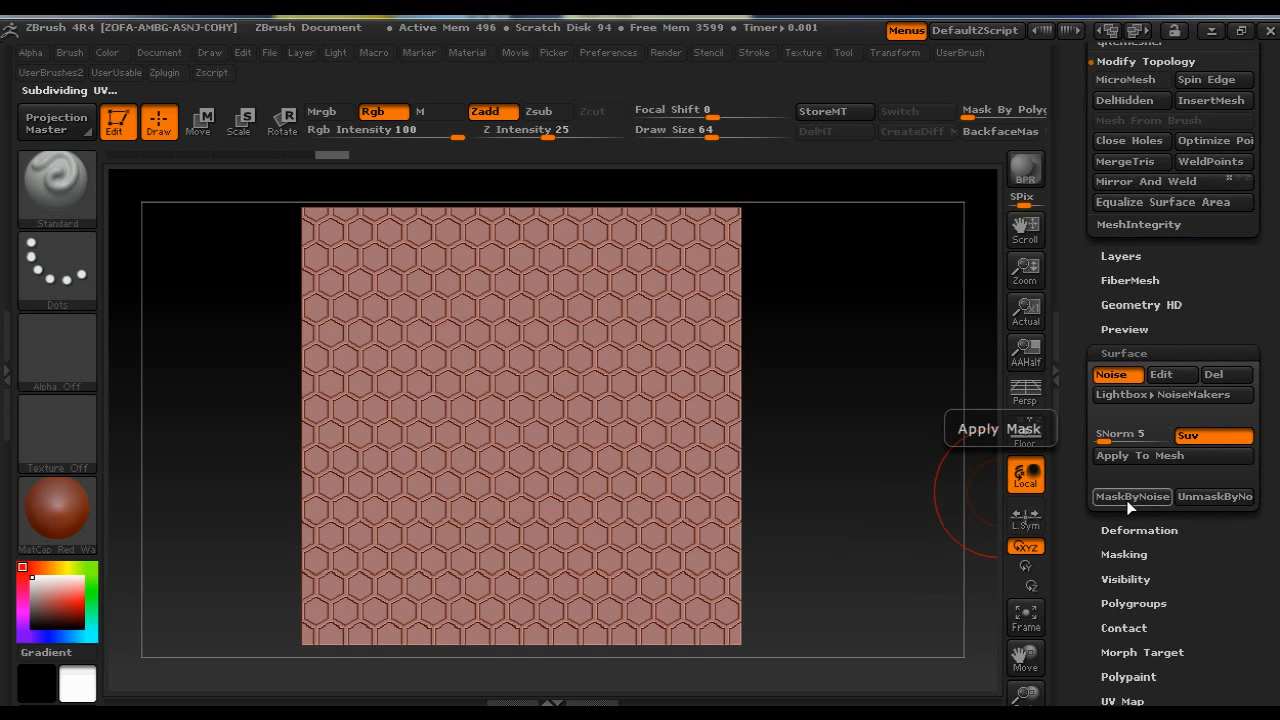 ZBrush 4R4 [ZOFA-AMBG-ASNJ-COHY] ZBrush Document • Active Mem 496 • Scratch Disk 94 • Free Mem 3599 • Timer▸0.001 Menus DefaultZScript
Alpha Brush Color Document Draw Edit File Layer Light Macro Marker Material Movie Picker Preferences Render Stencil Stroke Texture Tool Transform UserBrush
UserBrushes2 UserUsable Zplugin Zscript
Subdividing UV...
Projection Master
Edit
Draw
Move
Scale
Rotate
Mrgb Rgb M Zadd Zsub Zcut
Rgb Intensity 100 Z Intensity 25
Focal Shift 0
Draw Size 64
StoreMT Switch Mask By Polyg
DelMT CreateDiff M BackfaceMas
Standard
Dots
Alpha Off
Texture Off
MatCap Red Wa
Gradient
BPR
SPix
Scroll
Zoom
Actual
AAHalf
Persp
Floor
Local
L.Sym
XYZ
Frame
Move
Apply Mask
Modify Topology
MicroMesh Spin Edge
DelHidden InsertMesh
Mesh From Brush
Close Holes Optimize Poi
MergeTris WeldPoints
Mirror And Weld
Equalize Surface Area
MeshIntegrity
Layers
FiberMesh
Geometry HD
Preview
Surface
Noise Edit Del
Lightbox▸NoiseMakers
SNorm 5 Suv
Apply To Mesh
MaskByNoise UnmaskByNo
Deformation
Masking
Visibility
Polygroups
Contact
Morph Target
Polypaint
UV Map